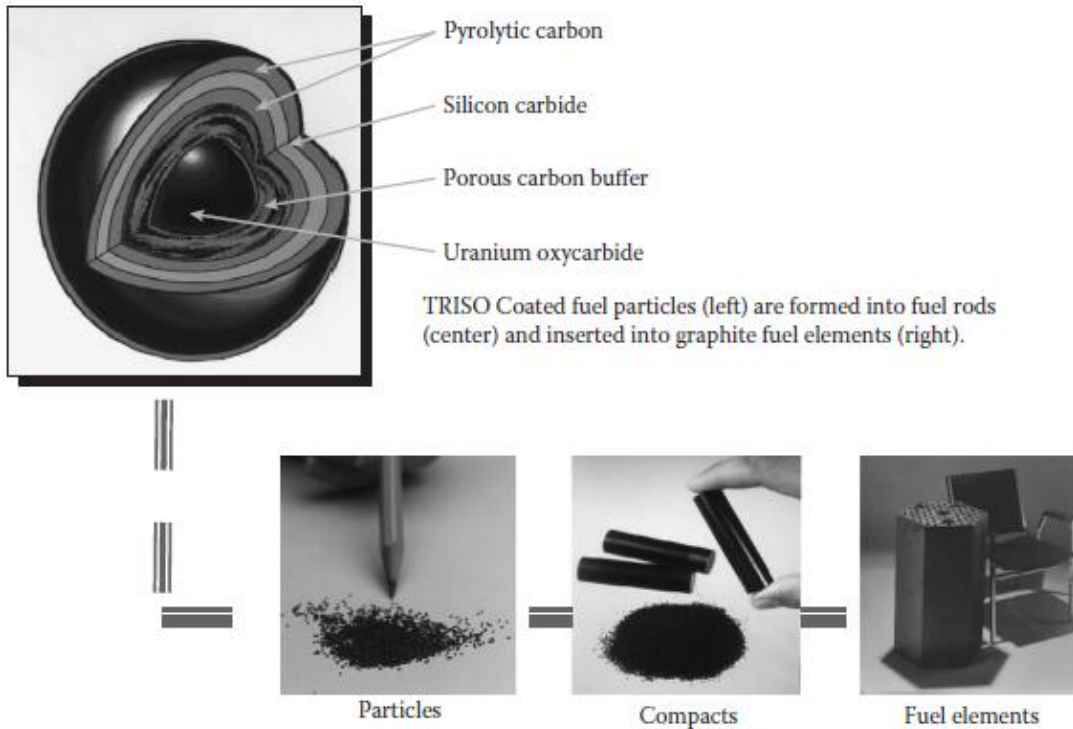 Pyrolytic carbon
Silicon carbide
Porous carbon buffer
Uranium oxycarbide
TRISO Coated fuel particles (left) are formed into fuel rods
(center) and inserted into graphite fuel elements (right).
Particles
Compacts
Fuel elements